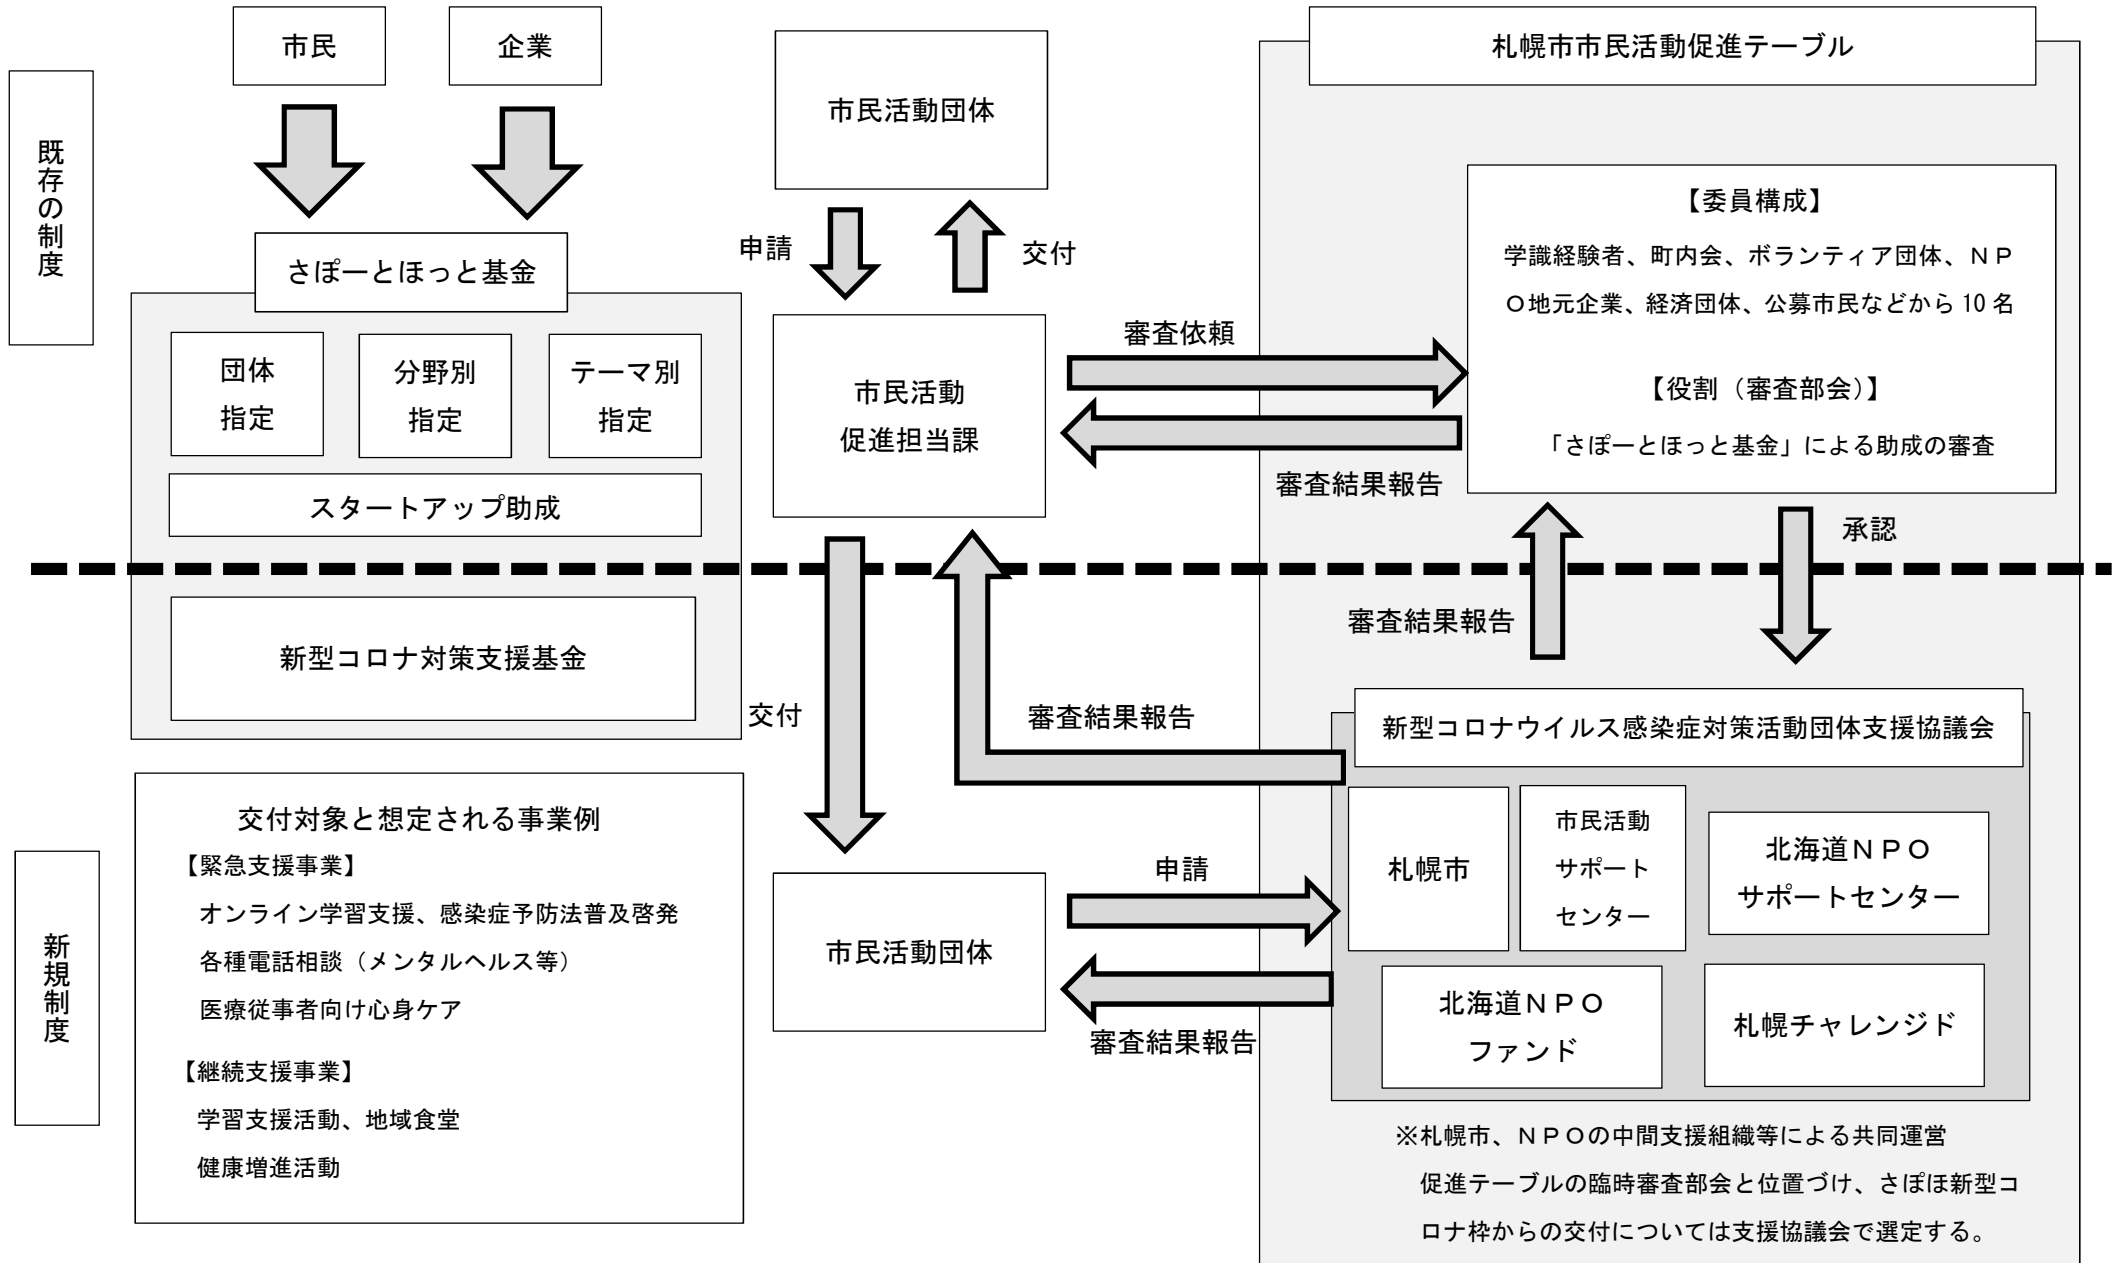 市民
企業
市民活動団体
札幌市市民活動促進テーブル
既存の制度
さぽーとほっと基金
団体
指定
分野別
指定
テーマ別
指定
スタートアップ助成
申請
交付
市民活動
促進担当課
審査依頼
審査結果報告
【委員構成】
学識経験者、町内会、ボランティア団体、ＮＰ
Ｏ地元企業、経済団体、公募市民などから 10 名
【役割（審査部会）】
「さぽーとほっと基金」による助成の審査
承認
審査結果報告
新型コロナ対策支援基金
交付
審査結果報告
新型コロナウイルス感染症対策活動団体支援協議会
新規制度
交付対象と想定される事業例
【緊急支援事業】
オンライン学習支援、感染症予防法普及啓発
各種電話相談（メンタルヘルス等）
医療従事者向け心身ケア
【継続支援事業】
学習支援活動、地域食堂
健康増進活動
市民活動団体
申請
審査結果報告
札幌市
市民活動
サポート
センター
北海道ＮＰＯ
サポートセンター
北海道ＮＰＯ
ファンド
札幌チャレンジド
※札幌市、ＮＰＯの中間支援組織等による共同運営
促進テーブルの臨時審査部会と位置づけ、さぽほ新型コ
ロナ枠からの交付については支援協議会で選定する。